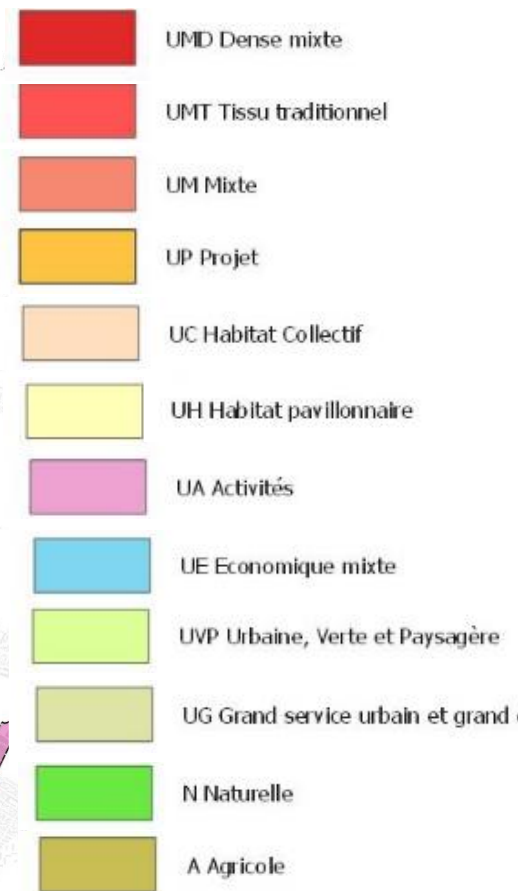 UMD Dense mixte
UMT Tissu traditionnel
UM Mixte
UP Projet
UC Habitat Collectif
UH Habitat pavillonnaire
UA Activités
UE Economique mixte
UVP Urbaine, Verte et Paysagère
UG Grand service urbain et grand
N Naturelle
A Agricole